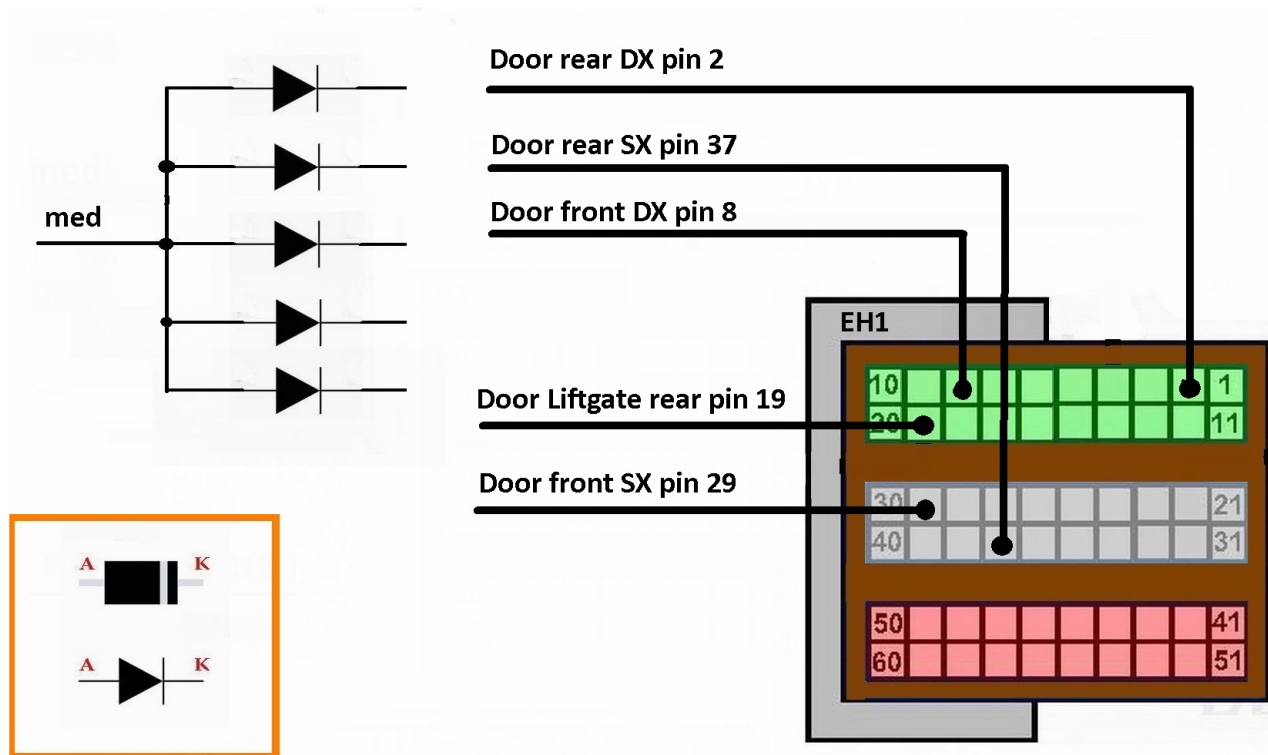 Door rear DX pin 2
Door rear SX pin 37
med
Door front DX pin 8
EH1
10 1
Door Liftgate rear pin 19
20 11
Door front SX pin 29
30 21
40 31
A K
50 41
A K
60 51